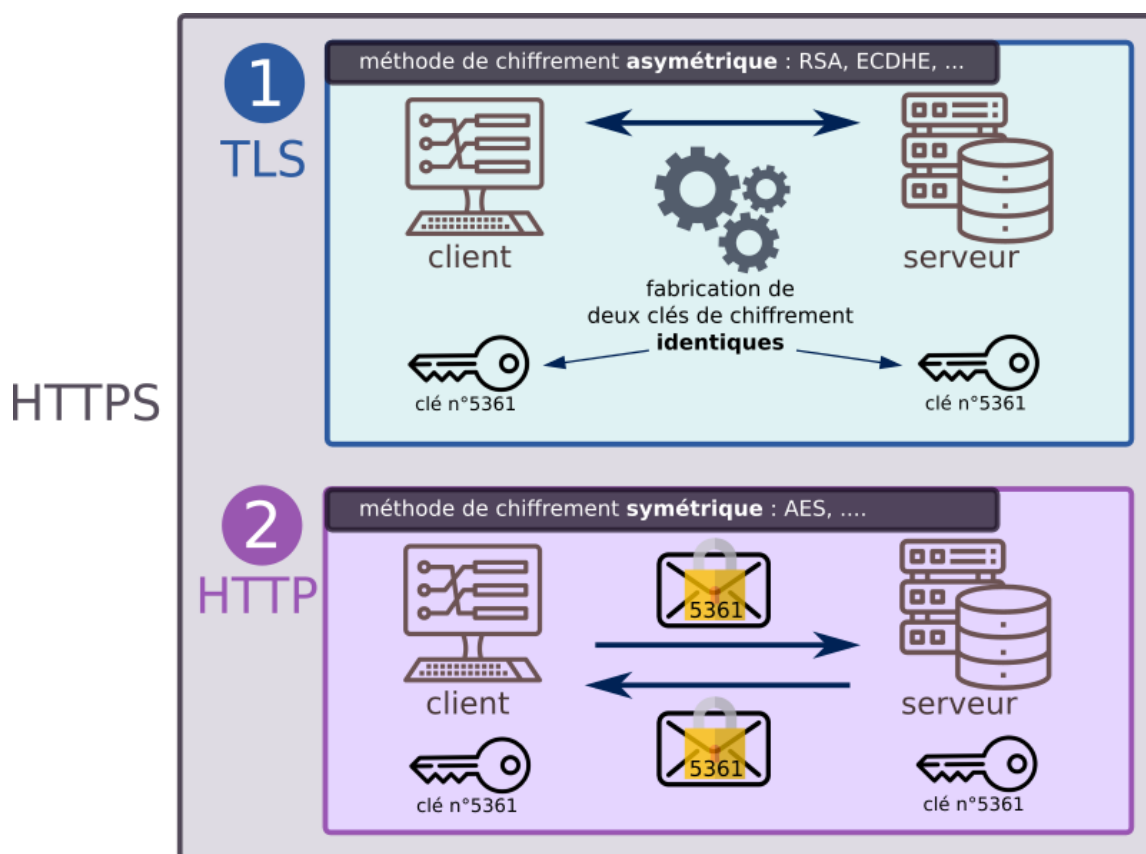 HTTPS
1
TLS
méthode de chiffrement asymétrique : RSA, ECDHE, ...
client
serveur
fabrication de
deux clés de chiffrement
identiques
clé n°5361
clé n°5361
2
HTTP
méthode de chiffrement symétrique : AES, ....
5361
client
serveur
5361
clé n°5361
clé n°5361